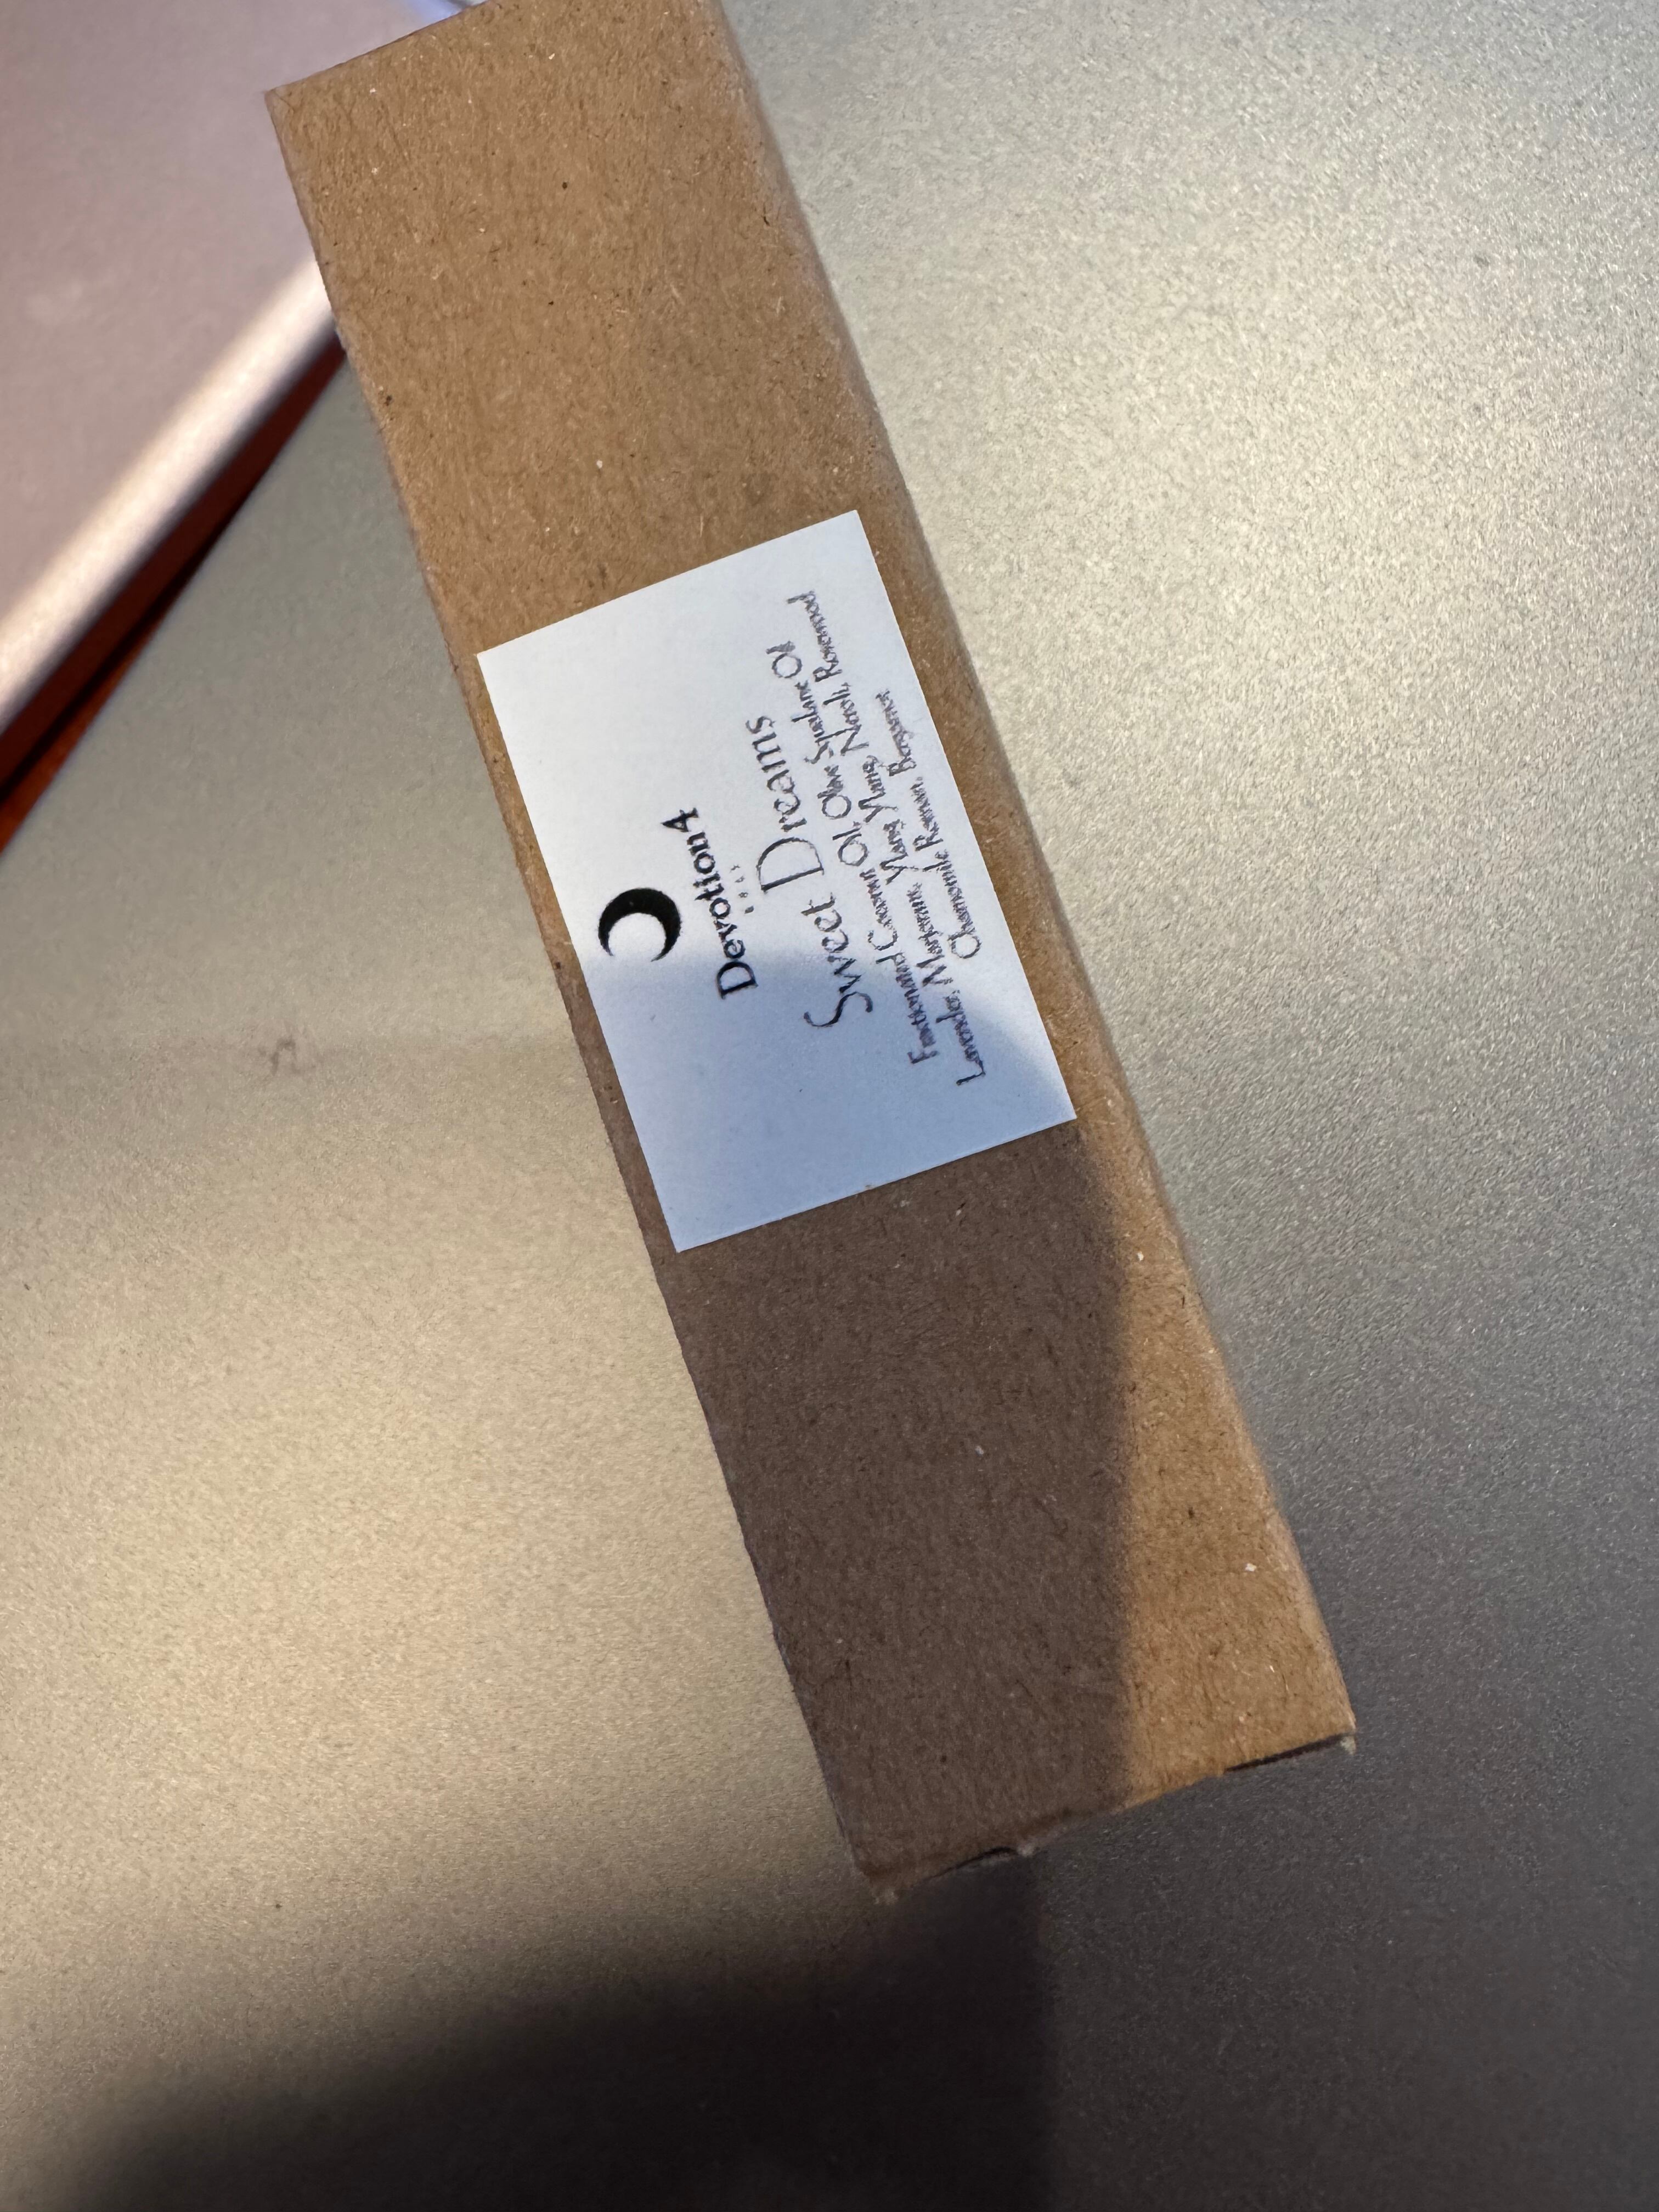 Devotion4
Sweet Dreams
Fractionated Coconut Oil, Olive Squalane Oil
Lavender, Marjoram, Ylang Ylang, Neroli, Rosewood
Chamomile Roman, Bergamot